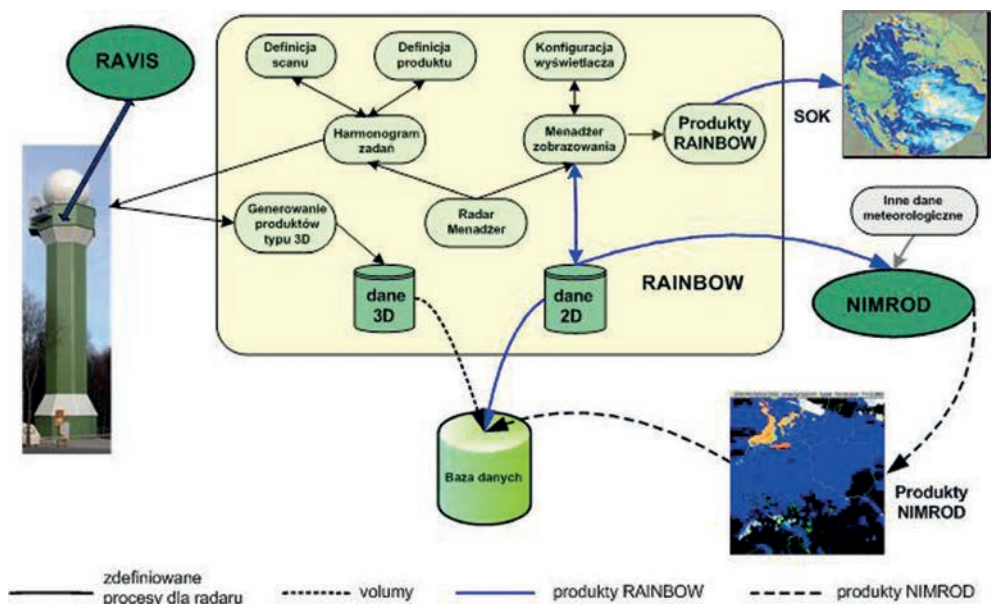 RAVIS
Definicja
scanu
Definicja
produktu
Konfiguracja
wyświetlacza
Harmonogram
zadań
Menadżer
zobrazowania
Produkty
RAINBOW
SOK
Generowanie
produktów
typu 3D
Radar
Menadżer
Inne dane
meteorologiczne
dane
3D
dane
2D
RAINBOW
NIMROD
Baza danych
Produkty
NIMROD
zdefiniowane
procesy dla radaru
volumy
produkty RAINBOW
produkty NIMROD